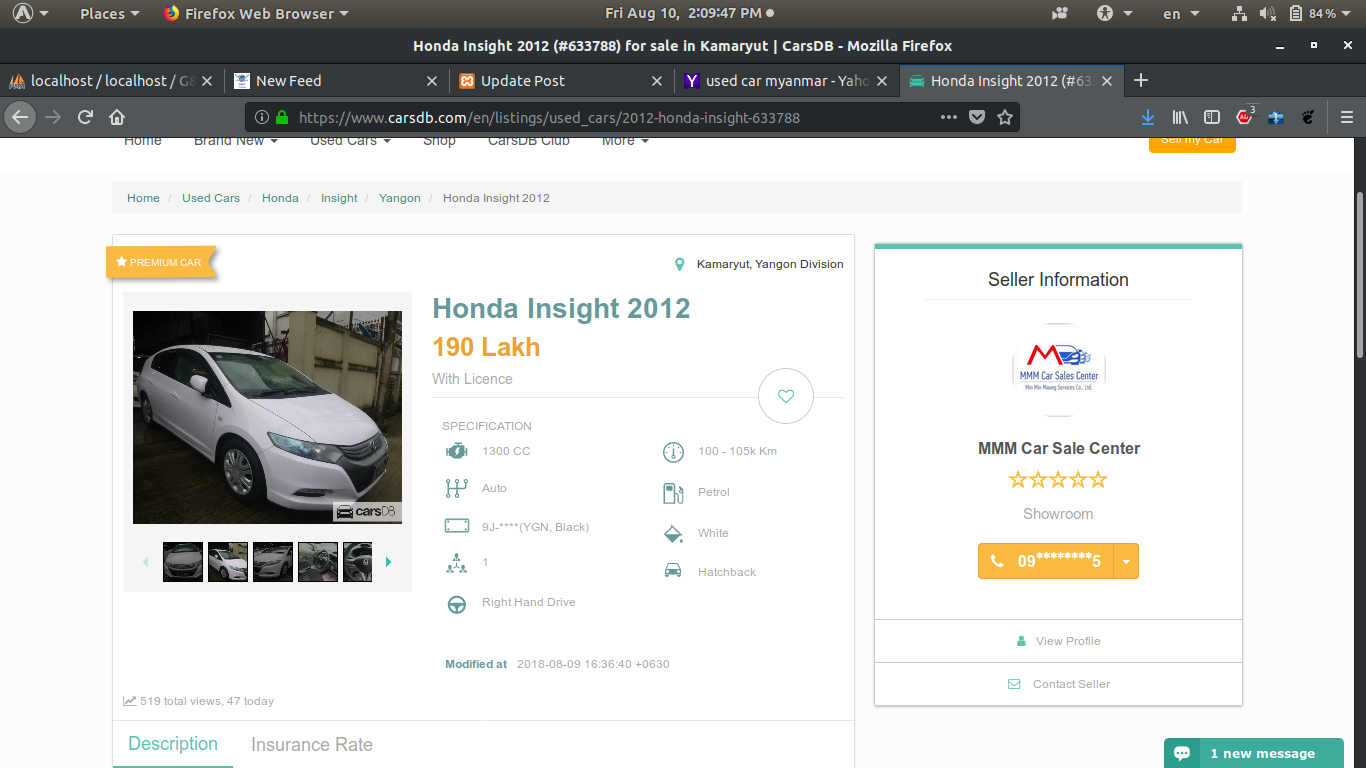 Places
Firefox Web Browser
Fri Aug 10, 2:09:47 PM
en
84 %
Honda Insight 2012 (#633788) for sale in Kamaryut | CarsDB - Mozilla Firefox
localhost / localhost / G&
New Feed
Update Post
used car myanmar - Yaho
Honda Insight 2012 (#63
https://www.carsdb.com/en/listings/used_cars/2012-honda-insight-633788
3
Home
Brand New
Used Cars
Shop
CarsDB Club
More
Sell my Car
Home / Used Cars / Honda / Insight / Yangon / Honda Insight 2012
PREMIUM CAR
Kamaryut, Yangon Division
Honda Insight 2012
190 Lakh
With Licence
SPECIFICATION
1300 CC
100 - 105k Km
Auto
Petrol
9J-****(YGN, Black)
White
1
Hatchback
Right Hand Drive
Modified at 2018-08-09 16:36:40 +0630
carsDB
519 total views, 47 today
Description
Insurance Rate
Seller Information
MMM Car Sales Center
Min Min Maung Services Co., Ltd.
MMM Car Sale Center
Showroom
09********5
View Profile
Contact Seller
1 new message